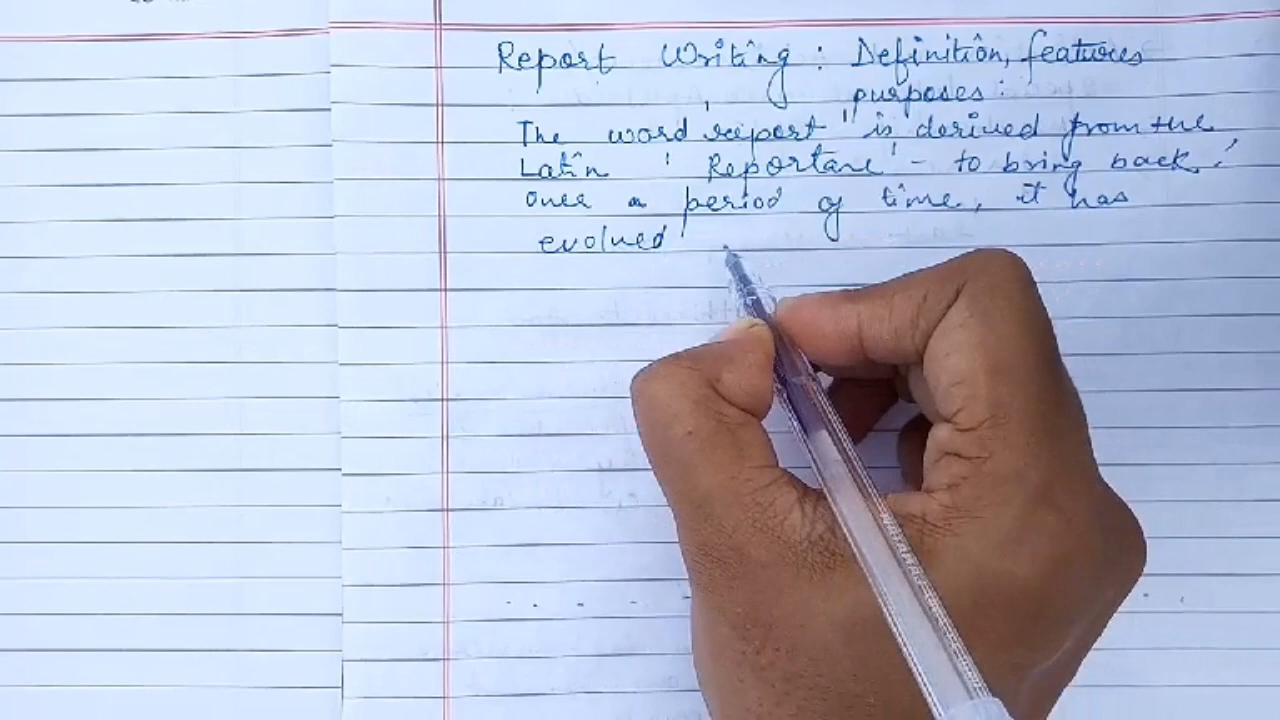 Report Writing : Definition, features
purposes :
The word report" is derived from the
Latin ' Reportare' - to bring back.'
Over a period of time, it has
evolved